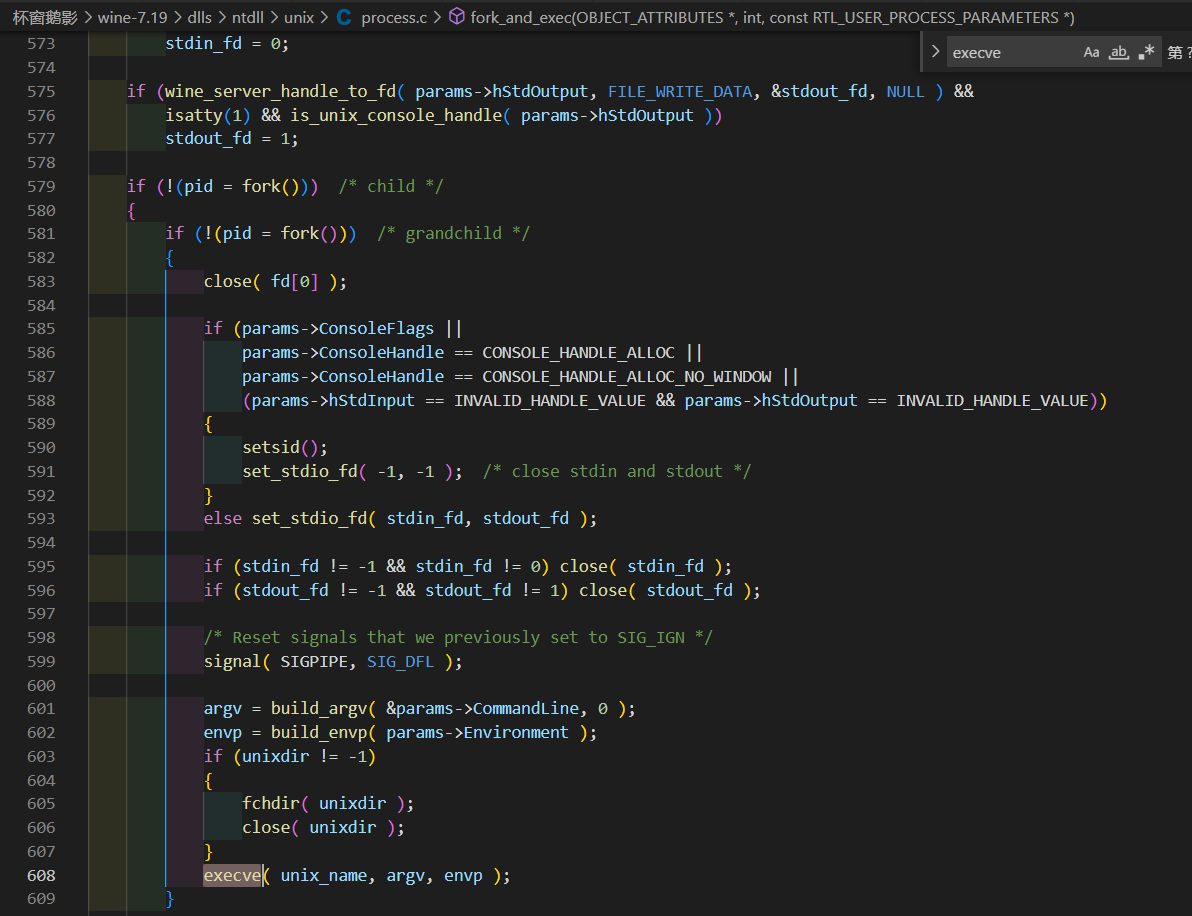 杯窗鹅影 > wine-7.19 > dlls > ntdll > unix > C process.c > fork_and_exec(OBJECT_ATTRIBUTES *, int, const RTL_USER_PROCESS_PARAMETERS *)
execve Aa ab .* 第 ?
573 stdin_fd = 0;
574
575 if (wine_server_handle_to_fd( params->hStdOutput, FILE_WRITE_DATA, &stdout_fd, NULL ) &&
576 isatty(1) && is_unix_console_handle( params->hStdOutput ))
577 stdout_fd = 1;
578
579 if (!(pid = fork())) /* child */
580 {
581 if (!(pid = fork())) /* grandchild */
582 {
583 close( fd[0] );
584
585 if (params->ConsoleFlags ||
586 params->ConsoleHandle == CONSOLE_HANDLE_ALLOC ||
587 params->ConsoleHandle == CONSOLE_HANDLE_ALLOC_NO_WINDOW ||
588 (params->hStdInput == INVALID_HANDLE_VALUE && params->hStdOutput == INVALID_HANDLE_VALUE))
589 {
590 setsid();
591 set_stdio_fd( -1, -1 ); /* close stdin and stdout */
592 }
593 else set_stdio_fd( stdin_fd, stdout_fd );
594
595 if (stdin_fd != -1 && stdin_fd != 0) close( stdin_fd );
596 if (stdout_fd != -1 && stdout_fd != 1) close( stdout_fd );
597
598 /* Reset signals that we previously set to SIG_IGN */
599 signal( SIGPIPE, SIG_DFL );
600
601 argv = build_argv( &params->CommandLine, 0 );
602 envp = build_envp( params->Environment );
603 if (unixdir != -1)
604 {
605 fchdir( unixdir );
606 close( unixdir );
607 }
608 execve( unix_name, argv, envp );
609 }